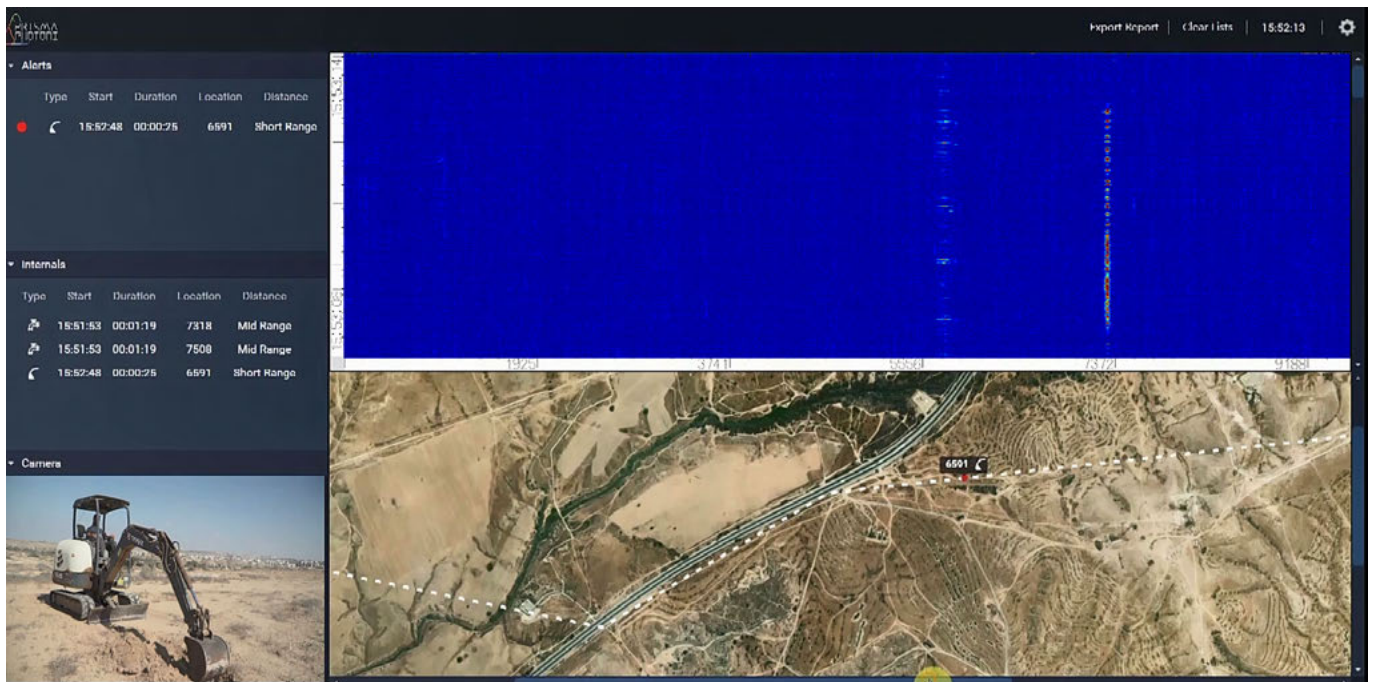 PRISMA
PHOTONI
Export Report | Clear Lists | 15:52:13 |
Alerts
Type Start Duration Location Distance
15:52:48 00:00:25 6591 Short Range
Internals
Type Start Duration Location Distance
15:51:53 00:01:19 7318 Mid Range
15:51:53 00:01:19 7508 Mid Range
15:52:48 00:00:25 6591 Short Range
Camera
1925 3741 5556 7372 9188
6591